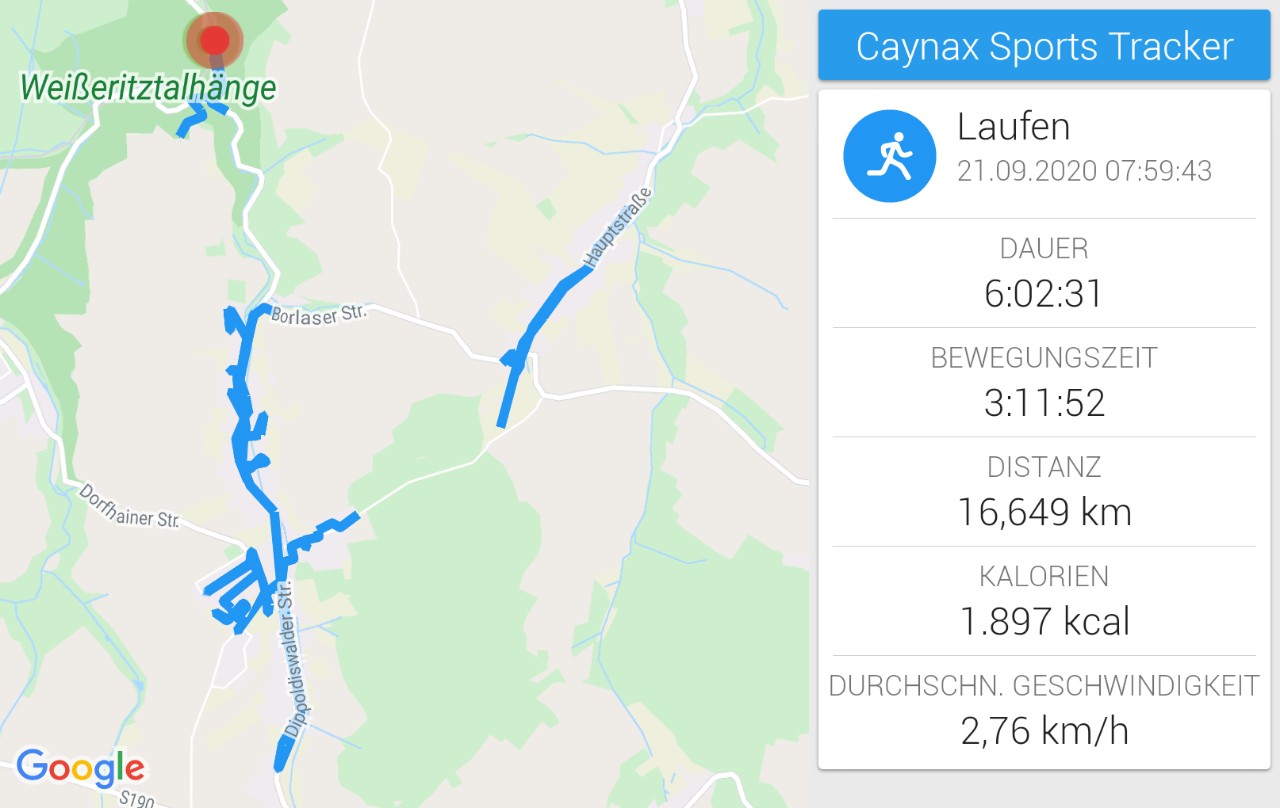 Weißeritztalhänge
Hauptstraße
Borlaser Str.
Dorfhainer Str.
Dippoldiswalder Str.
Google
S190
Caynax Sports Tracker
Laufen
21.09.2020 07:59:43
DAUER
6:02:31
BEWEGUNGSZEIT
3:11:52
DISTANZ
16,649 km
KALORIEN
1.897 kcal
DURCHSCHN. GESCHWINDIGKEIT
2,76 km/h